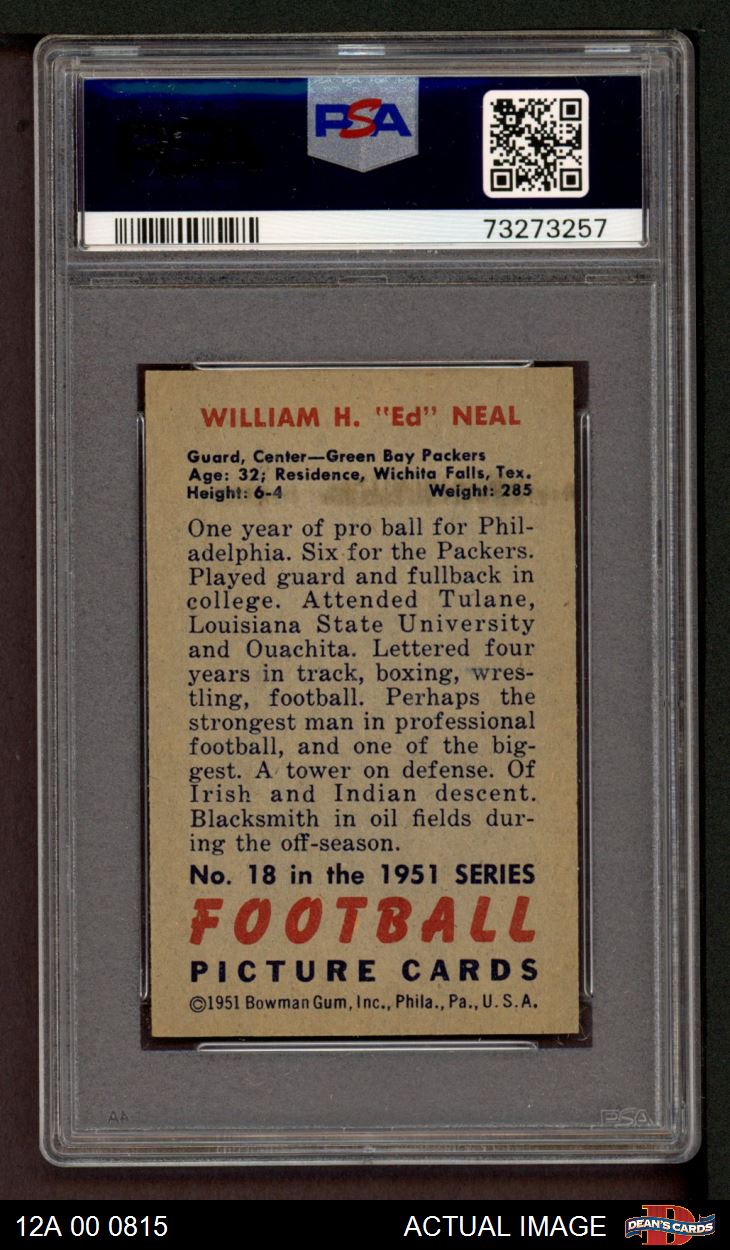 PSA
73273257
WILLIAM H. "Ed" NEAL
Guard, Center—Green Bay Packers
Age: 32; Residence, Wichita Falls, Tex.
Height: 6-4 Weight: 285
One year of pro ball for Phil-
adelphia. Six for the Packers.
Played guard and fullback in
college. Attended Tulane,
Louisiana State University
and Ouachita. Lettered four
years in track, boxing, wres-
tling, football. Perhaps the
strongest man in professional
football, and one of the big-
gest. A tower on defense. Of
Irish and Indian descent.
Blacksmith in oil fields dur-
ing the off-season.
No. 18 in the 1951 SERIES
FOOTBALL
PICTURE CARDS
©1951 Bowman Gum, Inc., Phila., Pa., U.S.A.
AA PSA
12A 00 0815 ACTUAL IMAGE DEAN'S CARDS